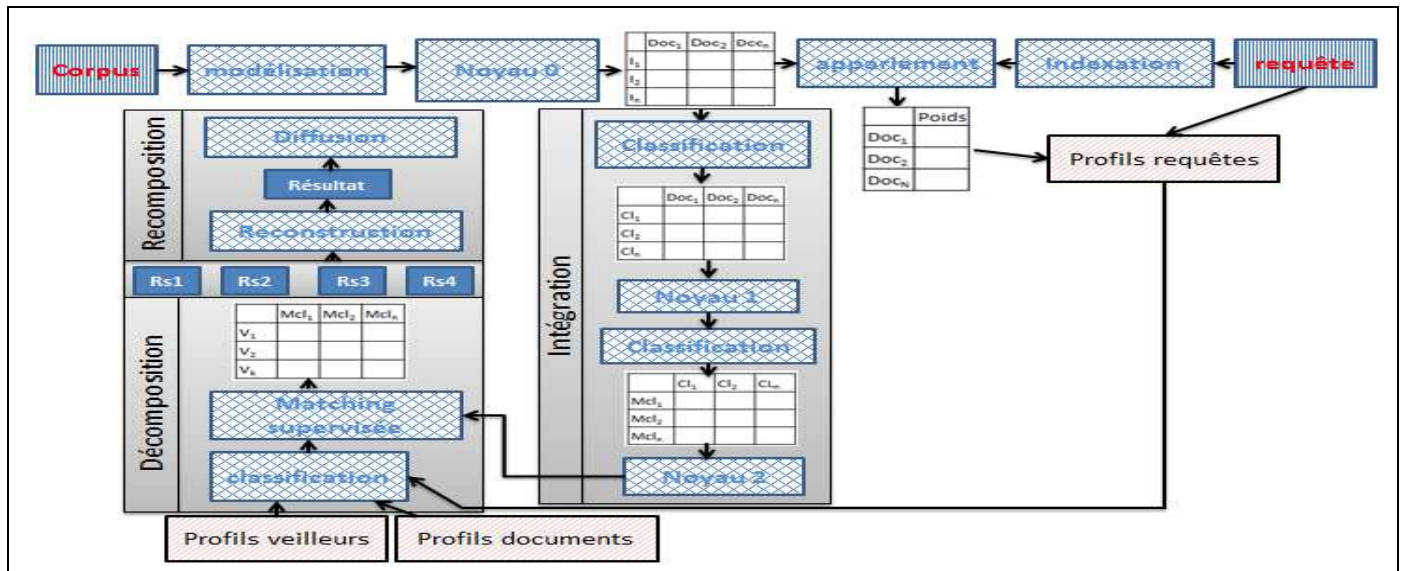 Corpus
modélisation
Noyau 0
Doc1 Doc2 Docn
I1
I2
In
appariement
Indexation
requête
Poids
Doc1
Doc2
DocN
Profils requêtes
Intégration
Classification
Doc1 Doc2 Docn
Cl1
Cl2
Cln
Noyau 1
Classification
Cl1 Cl2 CLn
Mcl1
Mcl2
Mcln
Noyau 2
Recomposition
Diffusion
Résultat
Reconstruction
Rs1 Rs2 Rs3 Rs4
Décomposition
Mcl1 Mcl2 Mcln
V1
V2
Vk
Matching
supervisée
classification
Profils veilleurs
Profils documents